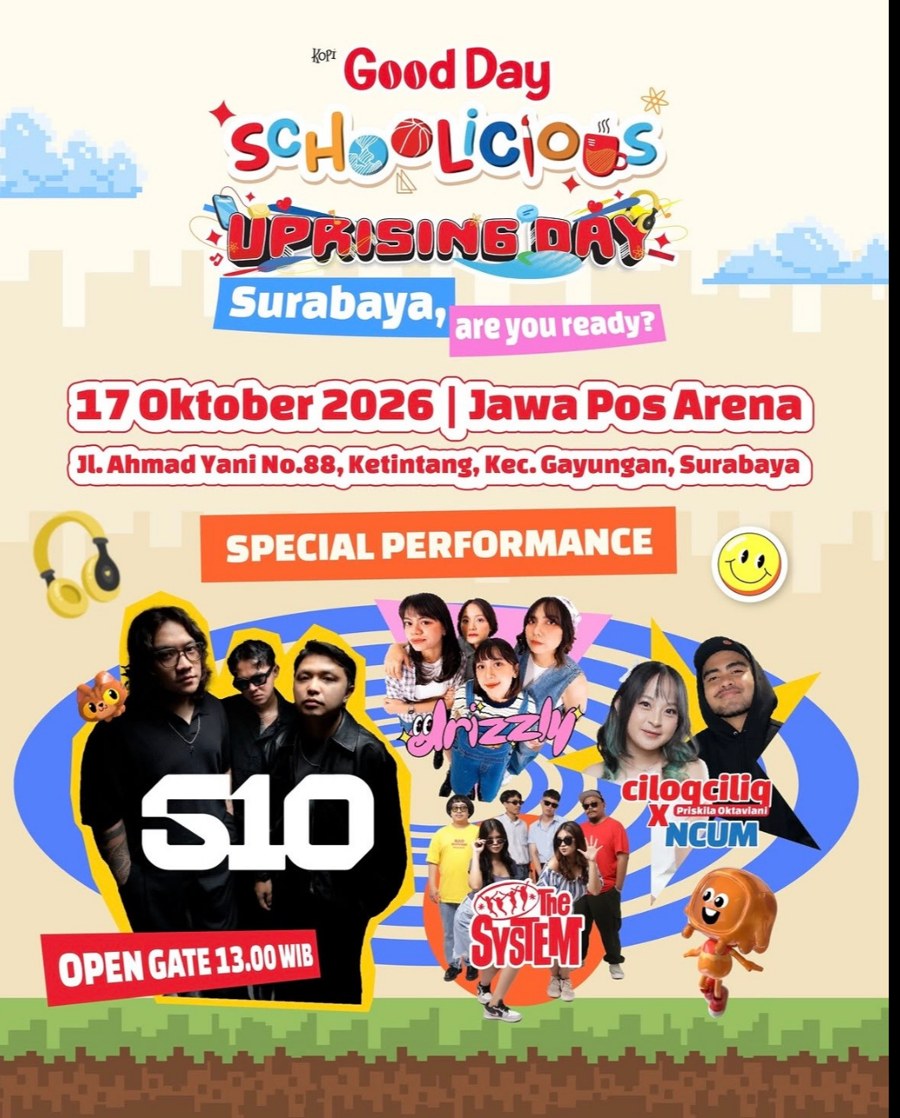 KOPI Good Day
SCHOOLICIOUS
UPRISING DAY
Surabaya,
are you ready?
17 Oktober 2026 | Jawa Pos Arena
Jl. Ahmad Yani No.88, Ketintang, Kec. Gayungan, Surabaya
SPECIAL PERFORMANCE
drizzly
510
ciloqciliq
X Priskila Oktaviani
NCUM
The
SYSTEM
OPEN GATE 13.00 WIB